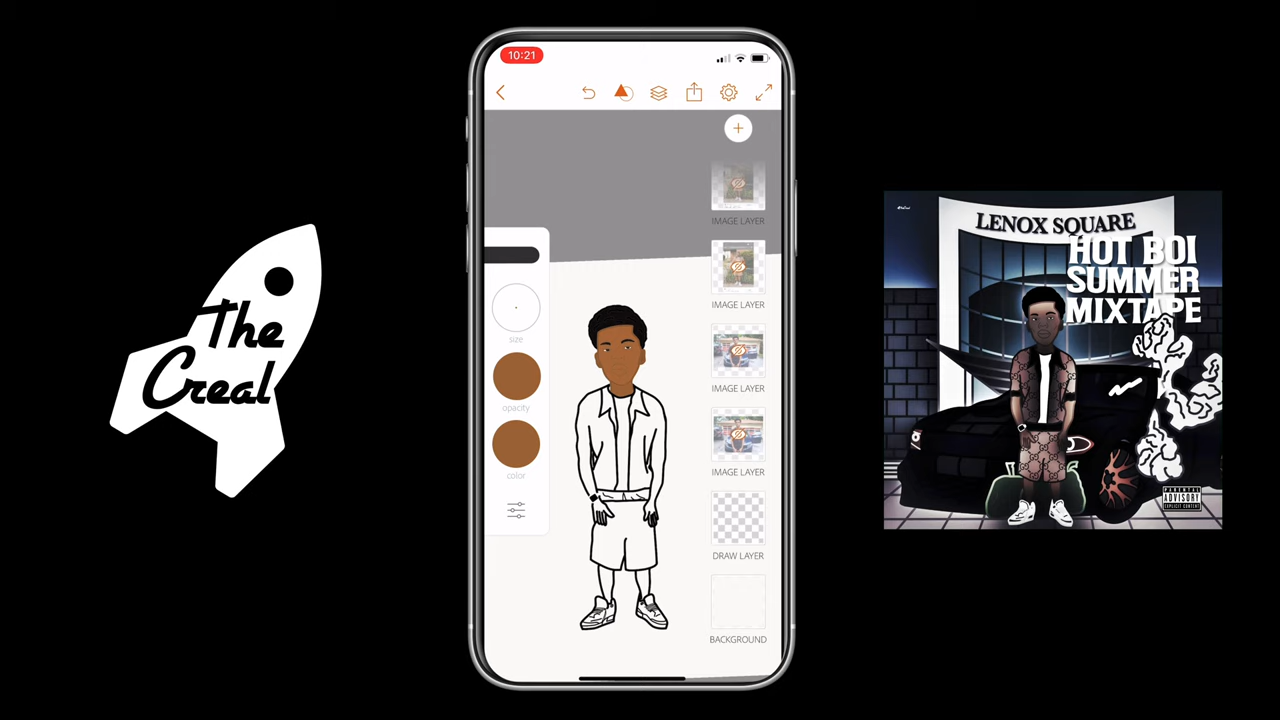 The
Creal
10:21
size
opacity
color
IMAGE LAYER
IMAGE LAYER
IMAGE LAYER
IMAGE LAYER
DRAW LAYER
BACKGROUND
LENOX SQUARE
HOT BOI
SUMMER
MIXTAPE
PARENTAL
ADVISORY
EXPLICIT CONTENT